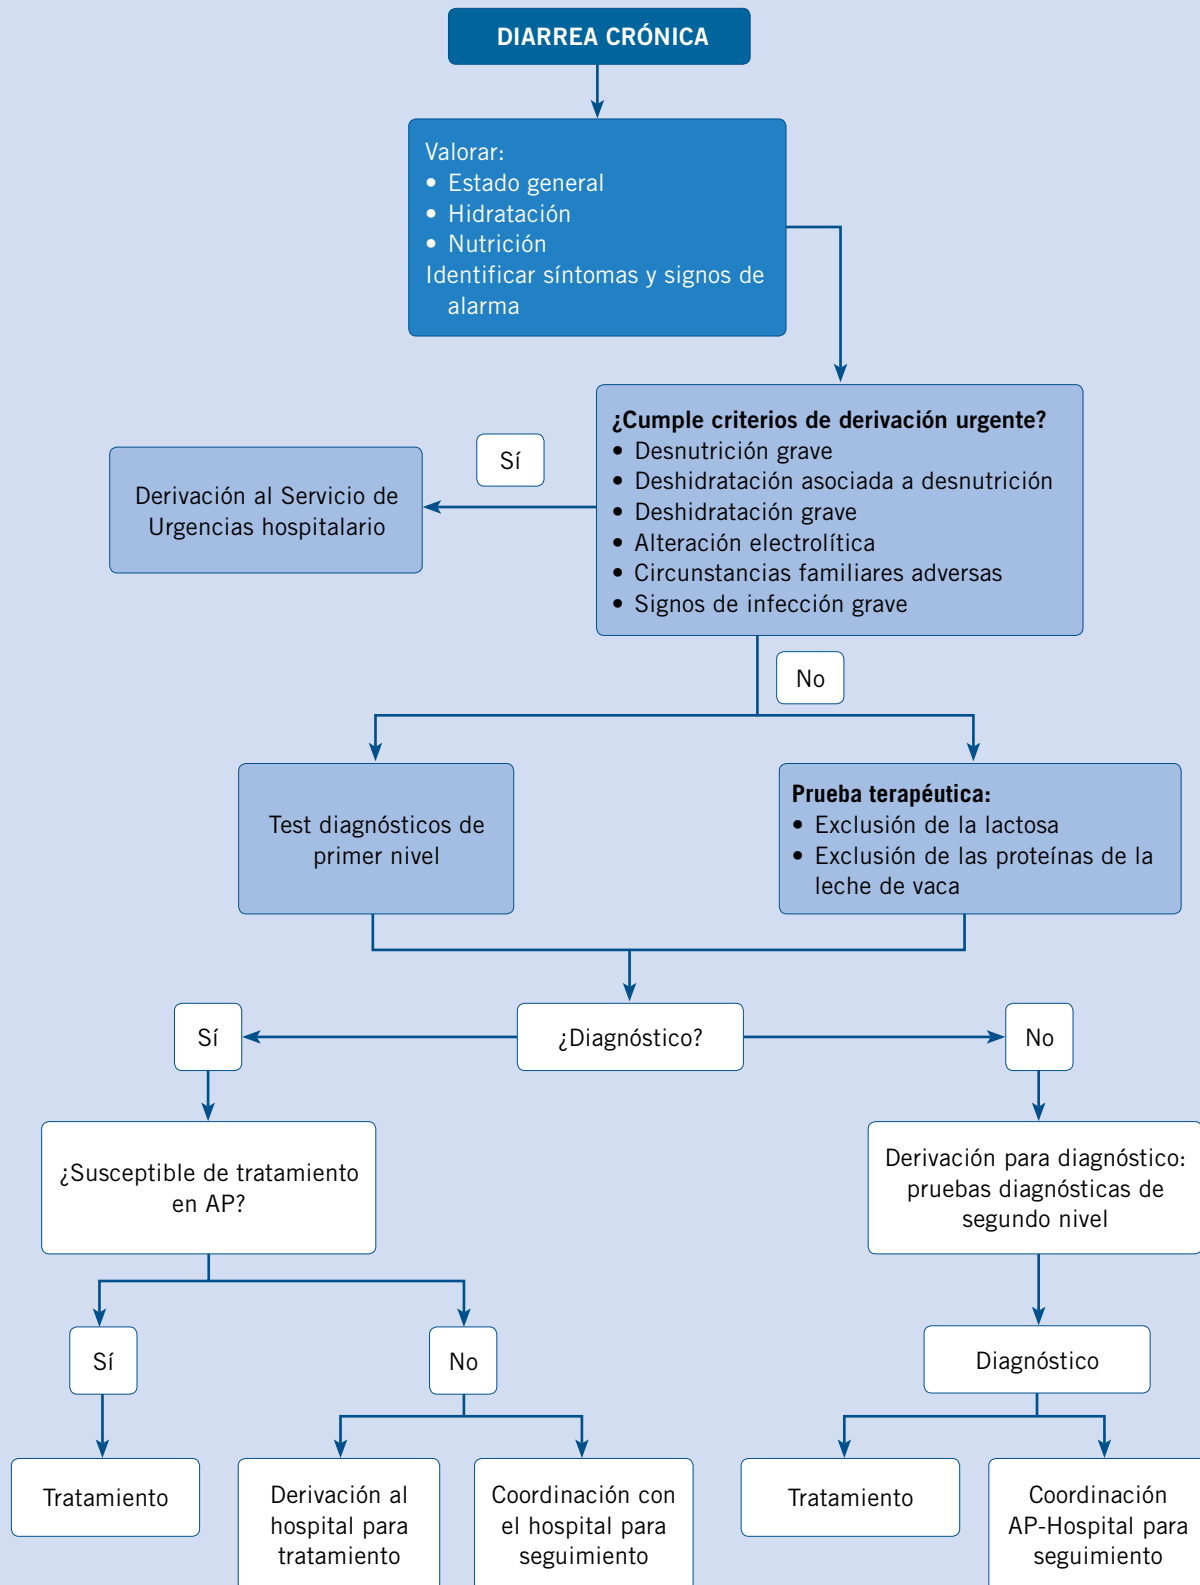 DIARREA CRÓNICA
Valorar:
• Estado general
• Hidratación
• Nutrición
Identificar síntomas y signos de
alarma
¿Cumple criterios de derivación urgente?
• Desnutrición grave
• Deshidratación asociada a desnutrición
• Deshidratación grave
• Alteración electrolítica
• Circunstancias familiares adversas
• Signos de infección grave
Sí
Derivación al Servicio de
Urgencias hospitalario
No
Test diagnósticos de
primer nivel
Prueba terapéutica:
• Exclusión de la lactosa
• Exclusión de las proteínas de la
leche de vaca
¿Diagnóstico?
Sí
No
¿Susceptible de tratamiento
en AP?
Derivación para diagnóstico:
pruebas diagnósticas de
segundo nivel
Sí
No
Diagnóstico
Tratamiento
Derivación al
hospital para
tratamiento
Coordinación con
el hospital para
seguimiento
Tratamiento
Coordinación
AP-Hospital para
seguimiento